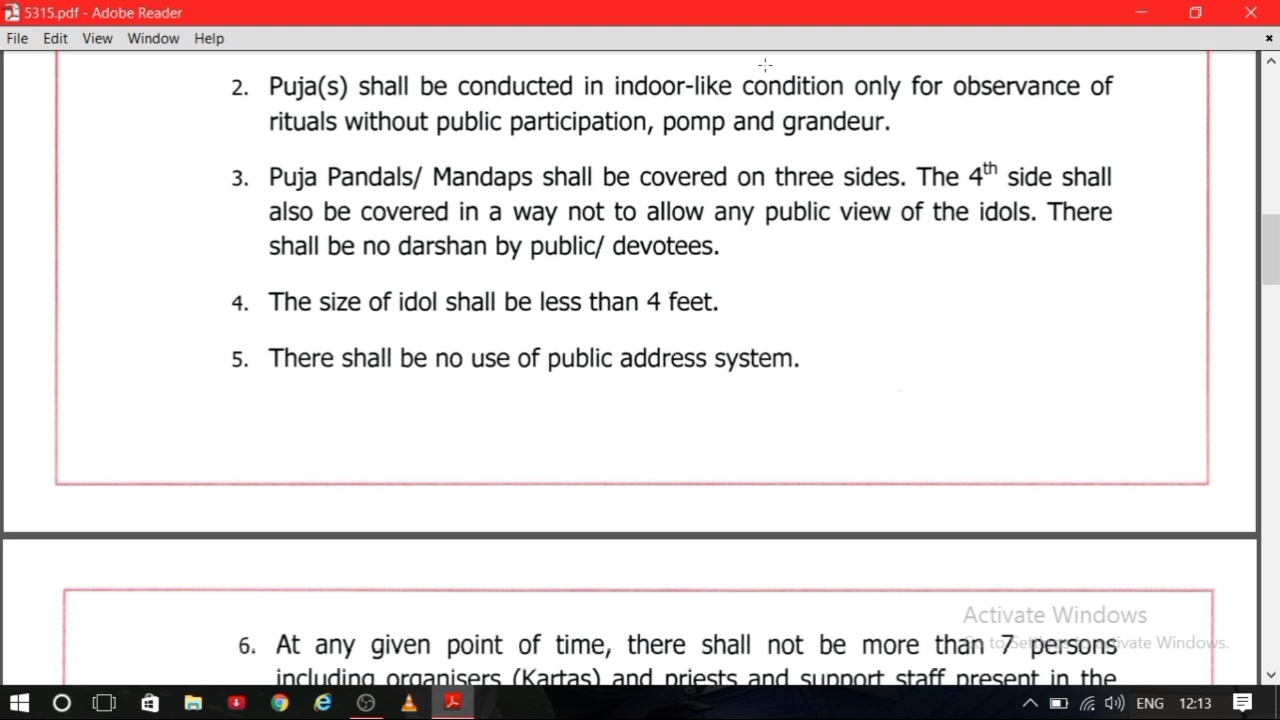 5315.pdf - Adobe Reader
File Edit View Window Help
2. Puja(s) shall be conducted in indoor-like condition only for observance of
rituals without public participation, pomp and grandeur.
3. Puja Pandals/ Mandaps shall be covered on three sides. The 4th side shall
also be covered in a way not to allow any public view of the idols. There
shall be no darshan by public/ devotees.
4. The size of idol shall be less than 4 feet.
5. There shall be no use of public address system.
Activate Windows
Go to Settings to activate Windows.
6. At any given point of time, there shall not be more than 7 persons
including organisers (Kartas) and priests and support staff present in the
ENG 12:13